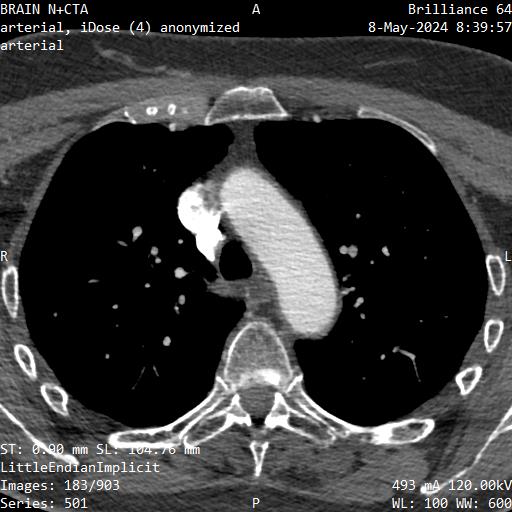 BRAIN N+CTA
A
Brilliance 64
arterial, iDose (4) anonymized
8-May-2024 8:39:57
arterial
R
L
ST: 0.90 mm SL: 104.76 mm
LittleEndianImplicit
Images: 183/903
493 mA 120.00kV
Series: 501
P
WL: 100 WW: 600